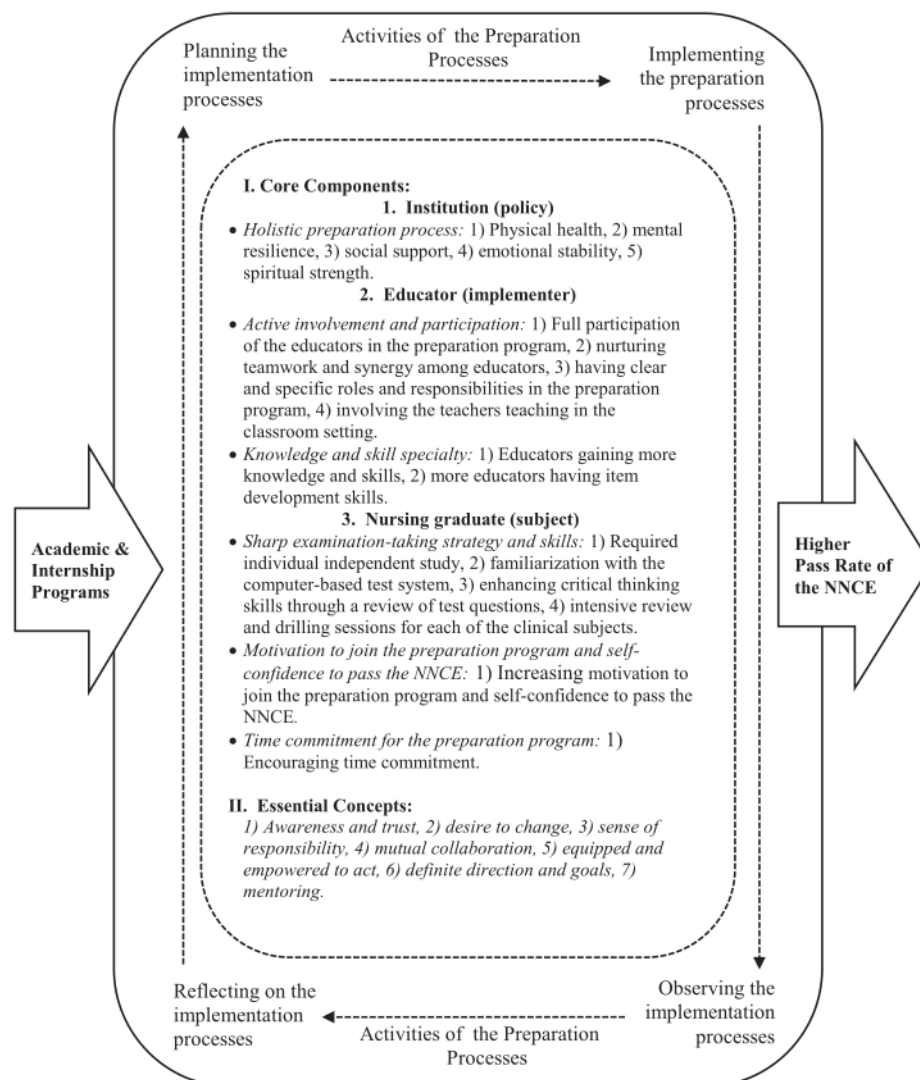 Activities of the Preparation
Processes
Planning the
implementation
processes
Implementing
the preparation
processes
I. Core Components:
1. Institution (policy)
• Holistic preparation process: 1) Physical health, 2) mental
resilience, 3) social support, 4) emotional stability, 5)
spiritual strength.
2. Educator (implementer)
• Active involvement and participation: 1) Full participation
of the educators in the preparation program, 2) nurturing
teamwork and synergy among educators, 3) having clear
and specific roles and responsibilities in the preparation
program, 4) involving the teachers teaching in the
classroom setting.
• Knowledge and skill specialty: 1) Educators gaining more
knowledge and skills, 2) more educators having item
development skills.
3. Nursing graduate (subject)
• Sharp examination-taking strategy and skills: 1) Required
individual independent study, 2) familiarization with the
computer-based test system, 3) enhancing critical thinking
skills through a review of test questions, 4) intensive review
and drilling sessions for each of the clinical subjects.
• Motivation to join the preparation program and self-
confidence to pass the NNCE: 1) Increasing motivation to
join the preparation program and self-confidence to pass the
NNCE.
• Time commitment for the preparation program: 1)
Encouraging time commitment.
II. Essential Concepts:
1) Awareness and trust, 2) desire to change, 3) sense of
responsibility, 4) mutual collaboration, 5) equipped and
empowered to act, 6) definite direction and goals, 7)
mentoring.
Academic &
Internship
Programs
Higher
Pass Rate of
the NNCE
Reflecting on the
implementation
processes
Observing the
implementation
processes
Activities of the Preparation
Processes